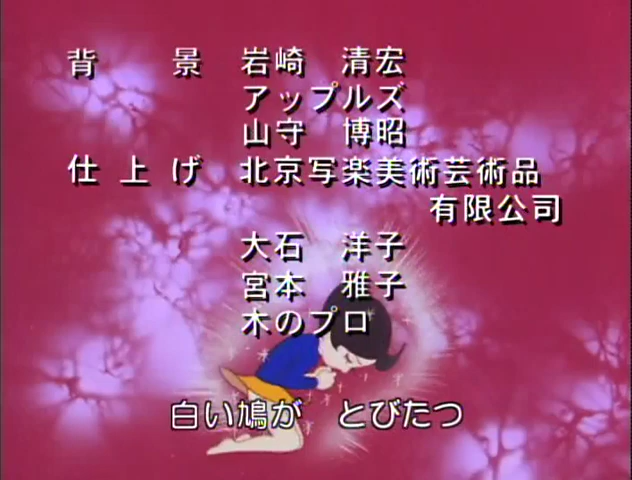 背景 岩崎 清宏
アップルズ
山守 博昭
仕上げ 北京写楽美術芸術品
有限公司
大石 洋子
宮本 雅子
木のプロ
白い鳩が とびたつ